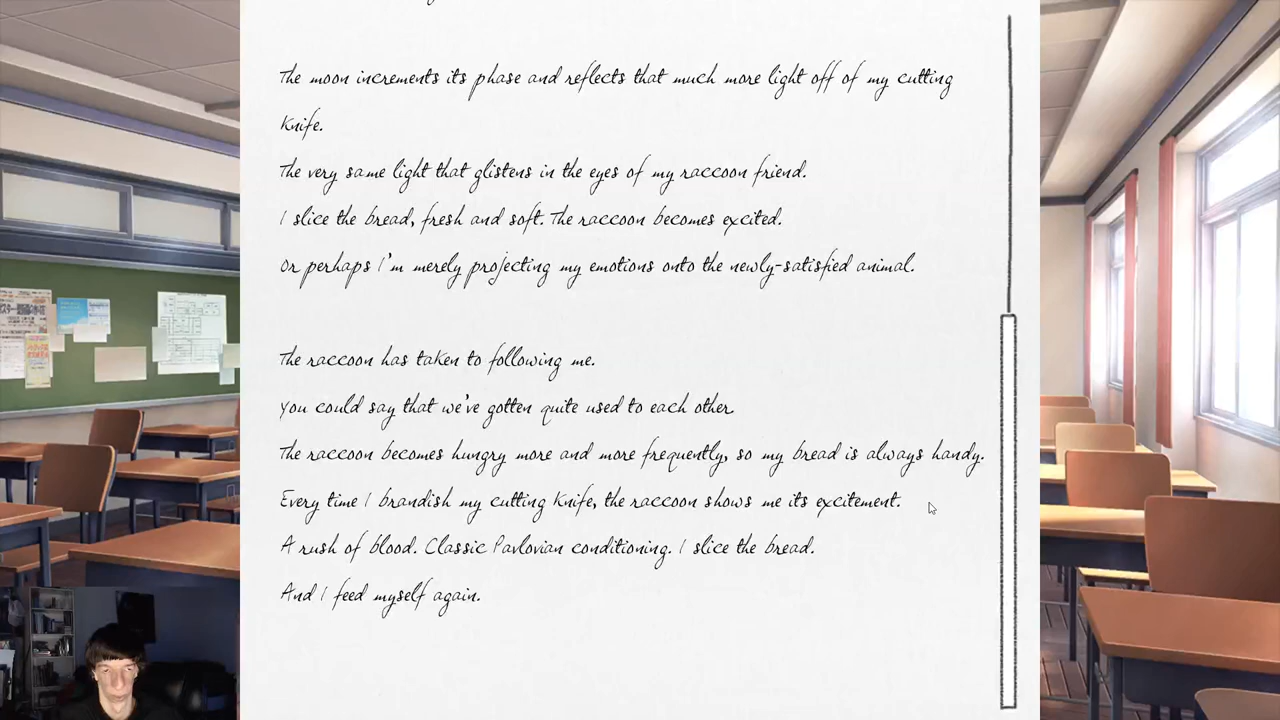 The moon increments its phase and reflects that much more light off of my cutting
knife.
The very same light that glistens in the eyes of my raccoon friend.
I slice the bread, fresh and soft. The raccoon becomes excited.
Or perhaps I'm merely projecting my emotions onto the newly-satisfied animal.
The raccoon has taken to following me.
You could say that we've gotten quite used to each other.
The raccoon becomes hungry more and more frequently, so my bread is always handy.
Every time I brandish my cutting knife, the raccoon shows me its excitement.
A rush of blood. Classic Pavlovian conditioning. I slice the bread.
And I feed myself again.